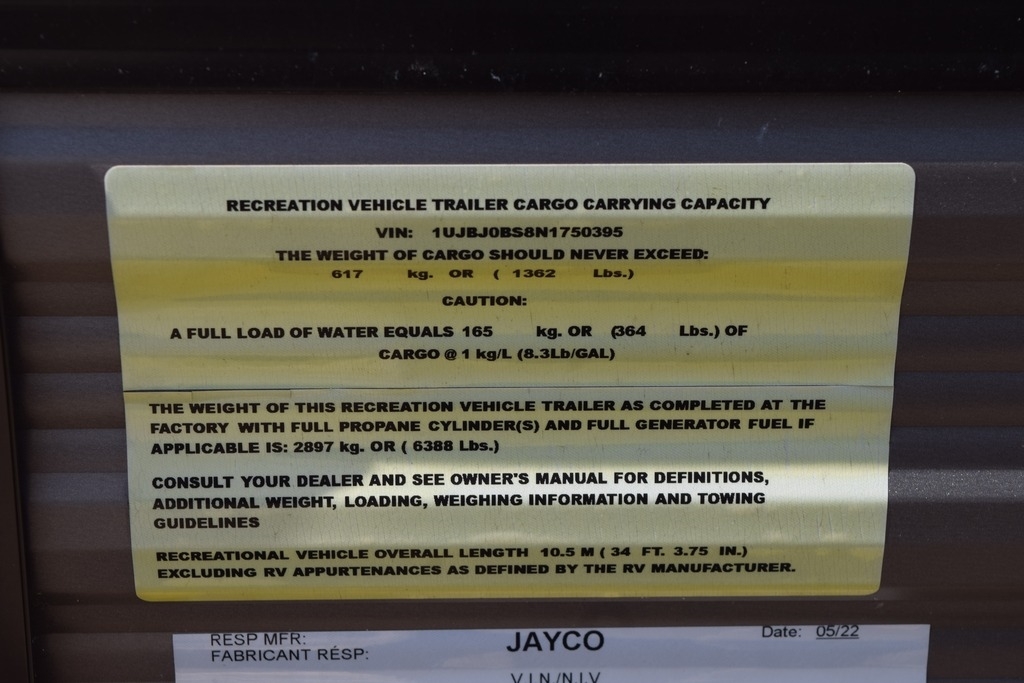 RECREATION VEHICLE TRAILER CARGO CARRYING CAPACITY
VIN: 1UJBJ0BS8N1750395
THE WEIGHT OF CARGO SHOULD NEVER EXCEED:
617 kg. OR ( 1362 Lbs.)
CAUTION:
A FULL LOAD OF WATER EQUALS 165 kg. OR (364 Lbs.) OF
CARGO @ 1 kg/L (8.3Lb/GAL)
THE WEIGHT OF THIS RECREATION VEHICLE TRAILER AS COMPLETED AT THE
FACTORY WITH FULL PROPANE CYLINDER(S) AND FULL GENERATOR FUEL IF
APPLICABLE IS: 2897 kg. OR ( 6388 Lbs.)
CONSULT YOUR DEALER AND SEE OWNER'S MANUAL FOR DEFINITIONS,
ADDITIONAL WEIGHT, LOADING, WEIGHING INFORMATION AND TOWING
GUIDELINES
RECREATIONAL VEHICLE OVERALL LENGTH 10.5 M ( 34 FT. 3.75 IN.)
EXCLUDING RV APPURTENANCES AS DEFINED BY THE RV MANUFACTURER.
RESP MFR: JAYCO Date: 05/22
FABRICANT RÉSP:
V.I.N./N.I.V